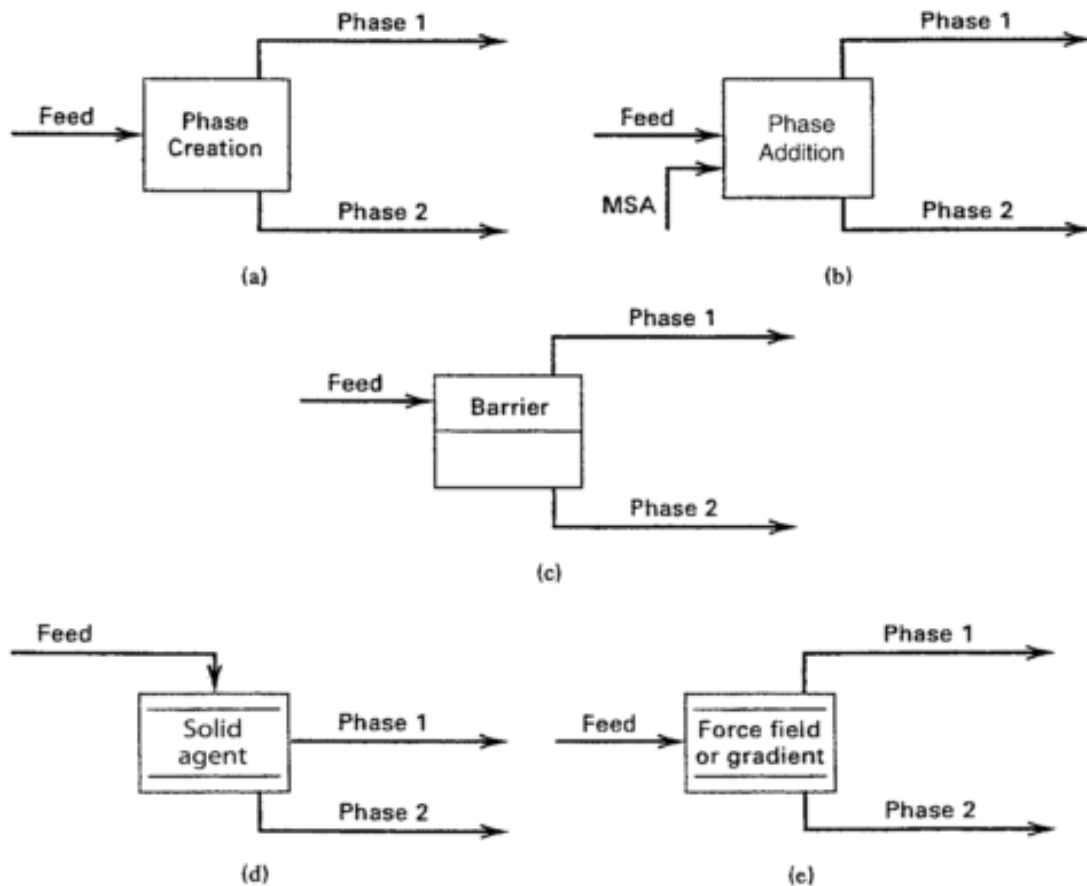 Phase 1
Feed
Phase
Creation
Phase 2
(a)
Phase 1
Feed
Phase
Addition
MSA
Phase 2
(b)
Phase 1
Feed
Barrier
Phase 2
(c)
Feed
Solid
agent
Phase 1
Phase 2
(d)
Phase 1
Feed
Force field
or gradient
Phase 2
(e)